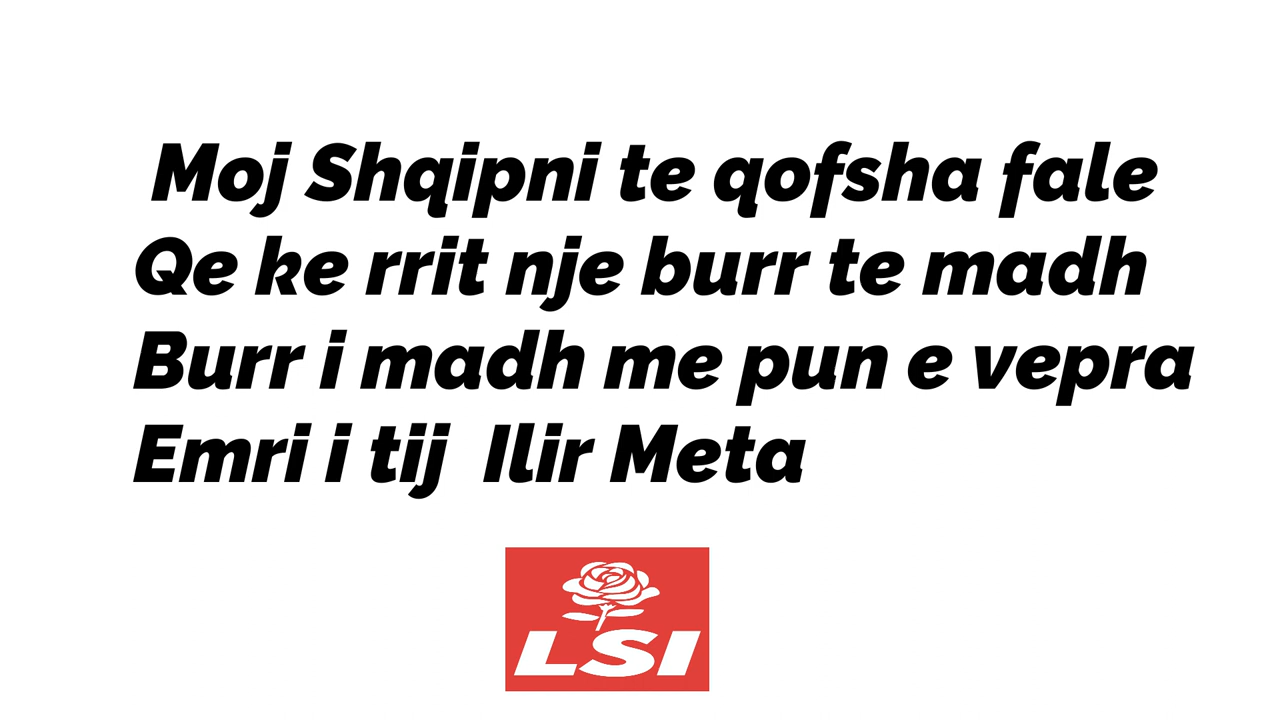 Moj Shqipni te qofsha fale
Qe ke rrit nje burr te madh
Burr i madh me pun e vepra
Emri i tij  Ilir Meta
LSI